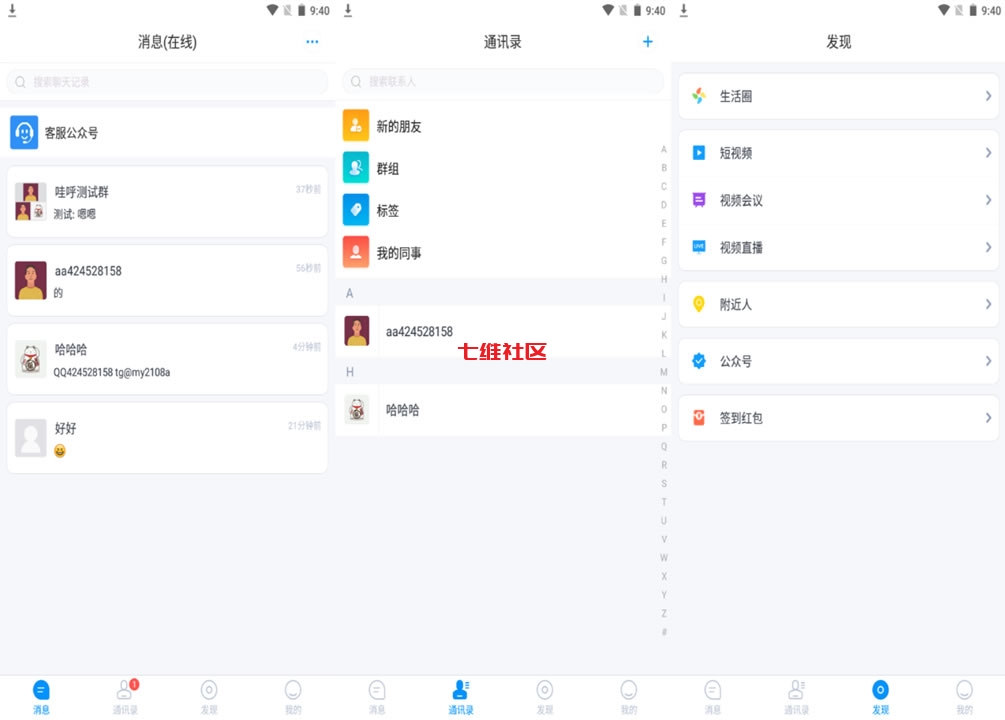 9:40
消息(在线)
搜索聊天记录
客服公众号
哇呼测试群
37秒前
测试: 嗯嗯
aa424528158
56秒前
的
哈哈哈
4分钟前
QQ424528158 tg@my2108a
好好
21分钟前
消息
1
通讯录
发现
我的
9:40
通讯录
搜索联系人
新的朋友
群组
标签
我的同事
A
aa424528158
七维社区
H
哈哈哈
A
B
C
D
E
F
G
H
I
J
K
L
M
N
O
P
Q
R
S
T
U
V
W
X
Y
Z
#
消息
通讯录
发现
我的
9:40
发现
生活圈
短视频
视频会议
LIVE
视频直播
附近人
公众号
签到红包
消息
通讯录
发现
我的